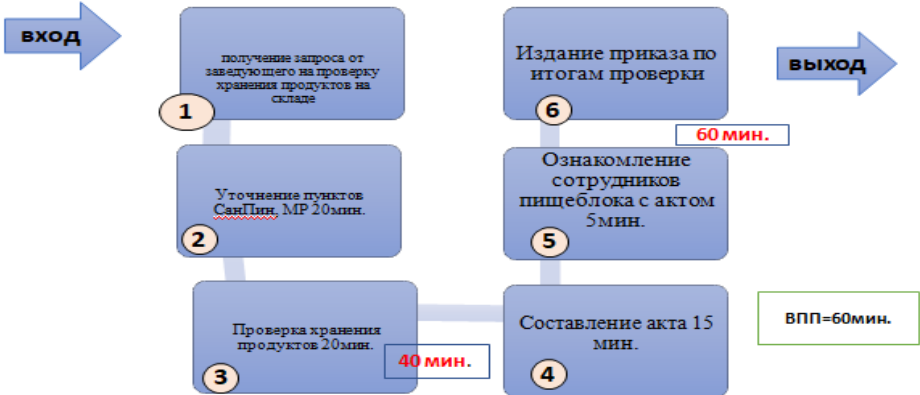 вход
получение запроса от
заведующего на проверку
хранения продуктов на
складе
1
Уточнение пунктов
СанПин, МР 20мин.
2
Проверка хранения
продуктов 20мин.
3
40 мин.
Составление акта 15
мин.
4
Ознакомление
сотрудников
пищеблока с актом
5мин.
5
60 мин.
Издание приказа по
итогам проверки
6
выход
ВПП=60мин.